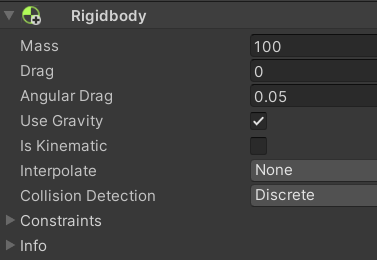 Rigidbody
Mass 100
Drag 0
Angular Drag 0.05
Use Gravity
Is Kinematic
Interpolate None
Collision Detection Discrete
Constraints
Info